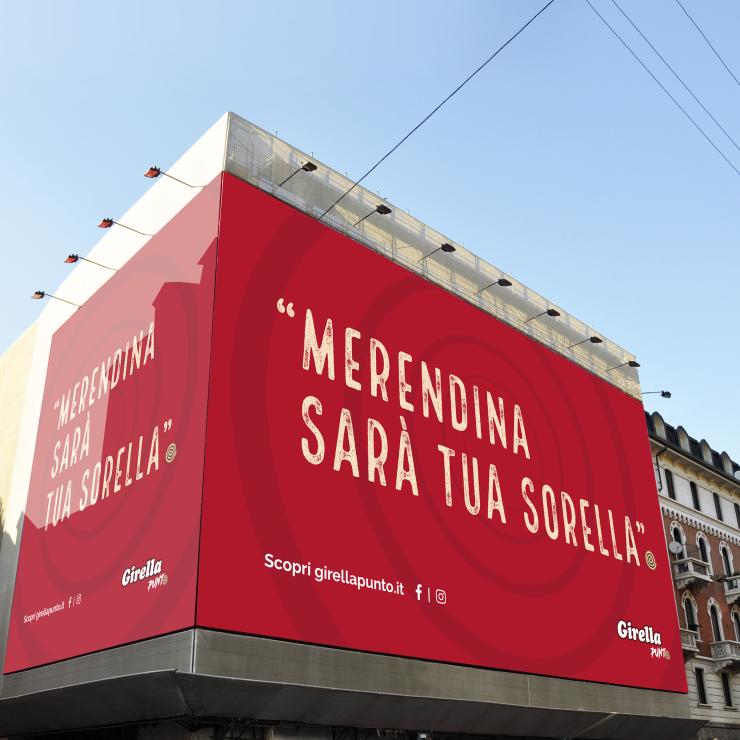 “MERENDINA
SARÀ
TUA SORELLA”
Scopri girellapunto.it f
Girella
PUNTO
“MERENDINA
SARÀ TUA SORELLA”
Scopri girellapunto.it f
Girella
PUNTO